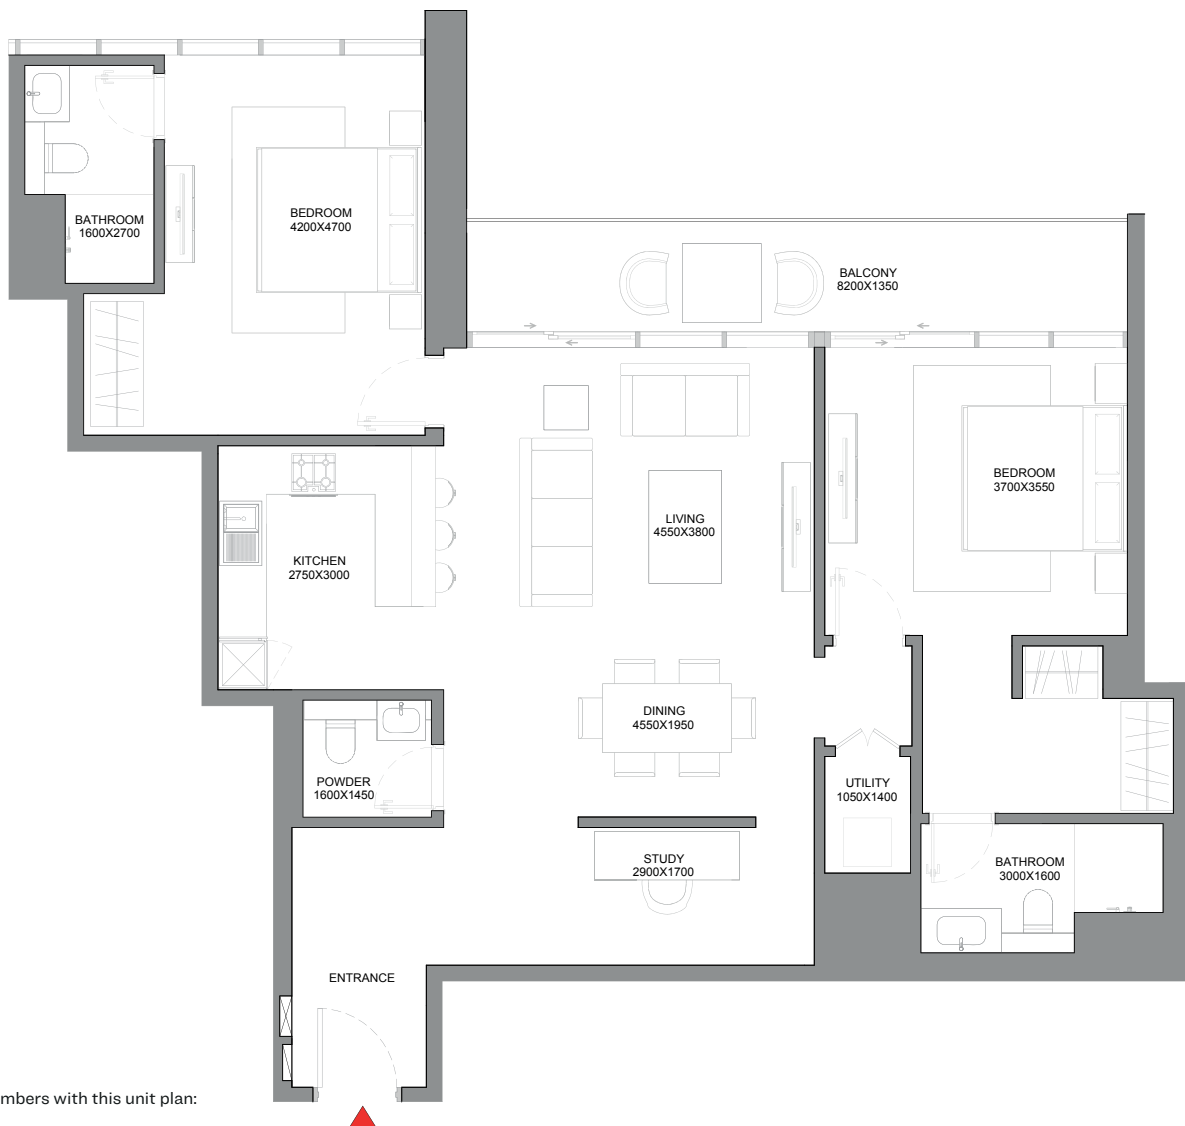 BATHROOM
1600X2700
BEDROOM
4200X4700
BALCONY
8200X1350
BEDROOM
3700X3550
LIVING
4550X3800
KITCHEN
2750X3000
DINING
4550X1950
POWDER
1600X1450
UTILITY
1050X1400
STUDY
2900X1700
BATHROOM
3000X1600
ENTRANCE
mbers with this unit plan: